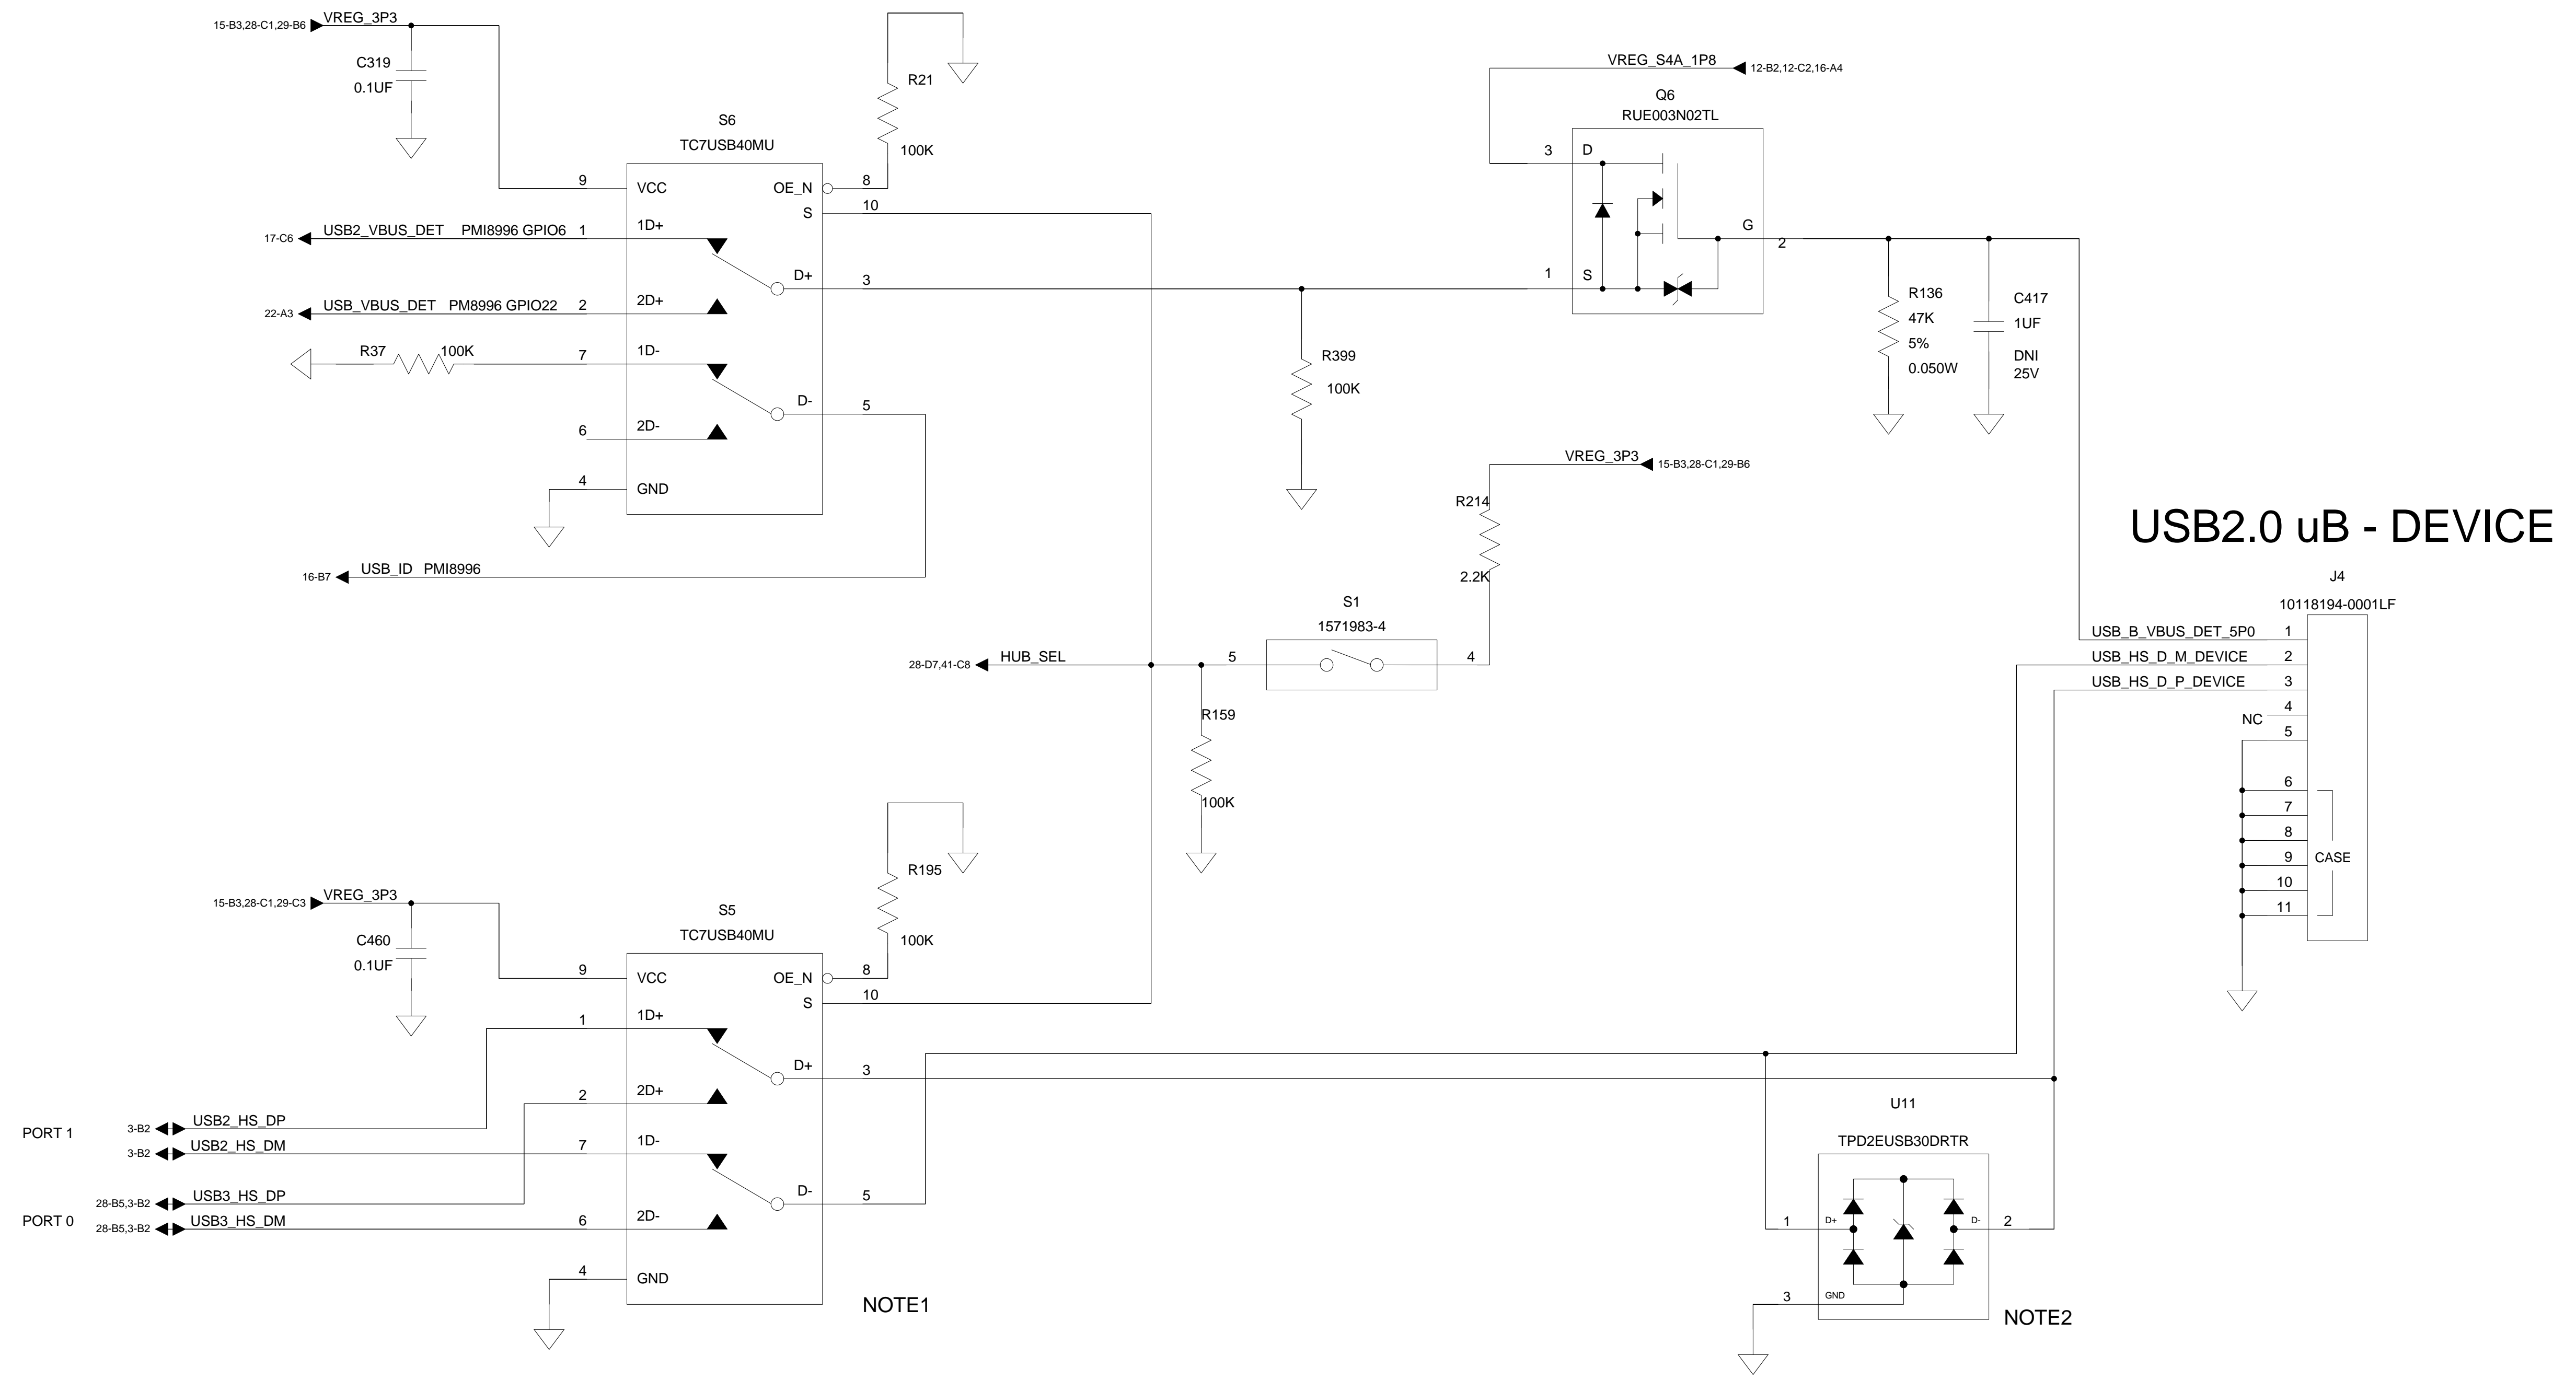 15-B3,28-C1,29-B6 VREG_3P3
C319
0.1UF
R21
100K
S6
TC7USB40MU
9 VCC OE_N 8
S 10
17-C6 USB2_VBUS_DET PMI8996 GPIO6 1 1D+
D+ 3
22-A3 USB_VBUS_DET PM8996 GPIO22 2 2D+
R37 100K 7 1D-
D- 5
6 2D-
4 GND
16-B7 USB_ID PMI8996
VREG_S4A_1P8 12-B2,12-C2,16-A4
Q6
RUE003N02TL
3 D
G 2
1 S
R136
47K
5%
0.050W
C417
1UF
DNI
25V
R399
100K
VREG_3P3 15-B3,28-C1,29-B6
R214
2.2K
S1
1571983-4
28-D7,41-C8 HUB_SEL 5 4
R159
100K
USB2.0 uB - DEVICE
J4
10118194-0001LF
USB_B_VBUS_DET_5P0 1
USB_HS_D_M_DEVICE 2
USB_HS_D_P_DEVICE 3
NC 4
5
6
7
8
9 CASE
10
11
15-B3,28-C1,29-C3 VREG_3P3
C460
0.1UF
R195
100K
S5
TC7USB40MU
9 VCC OE_N 8
S 10
1 1D+
D+ 3
2 2D+
PORT 1 3-B2 USB2_HS_DP
3-B2 USB2_HS_DM 7 1D-
D- 5
PORT 0 28-B5,3-B2 USB3_HS_DP
28-B5,3-B2 USB3_HS_DM 6 2D-
4 GND
NOTE1
U11
TPD2EUSB30DRTR
1 D+ D- 2
3 GND
NOTE2